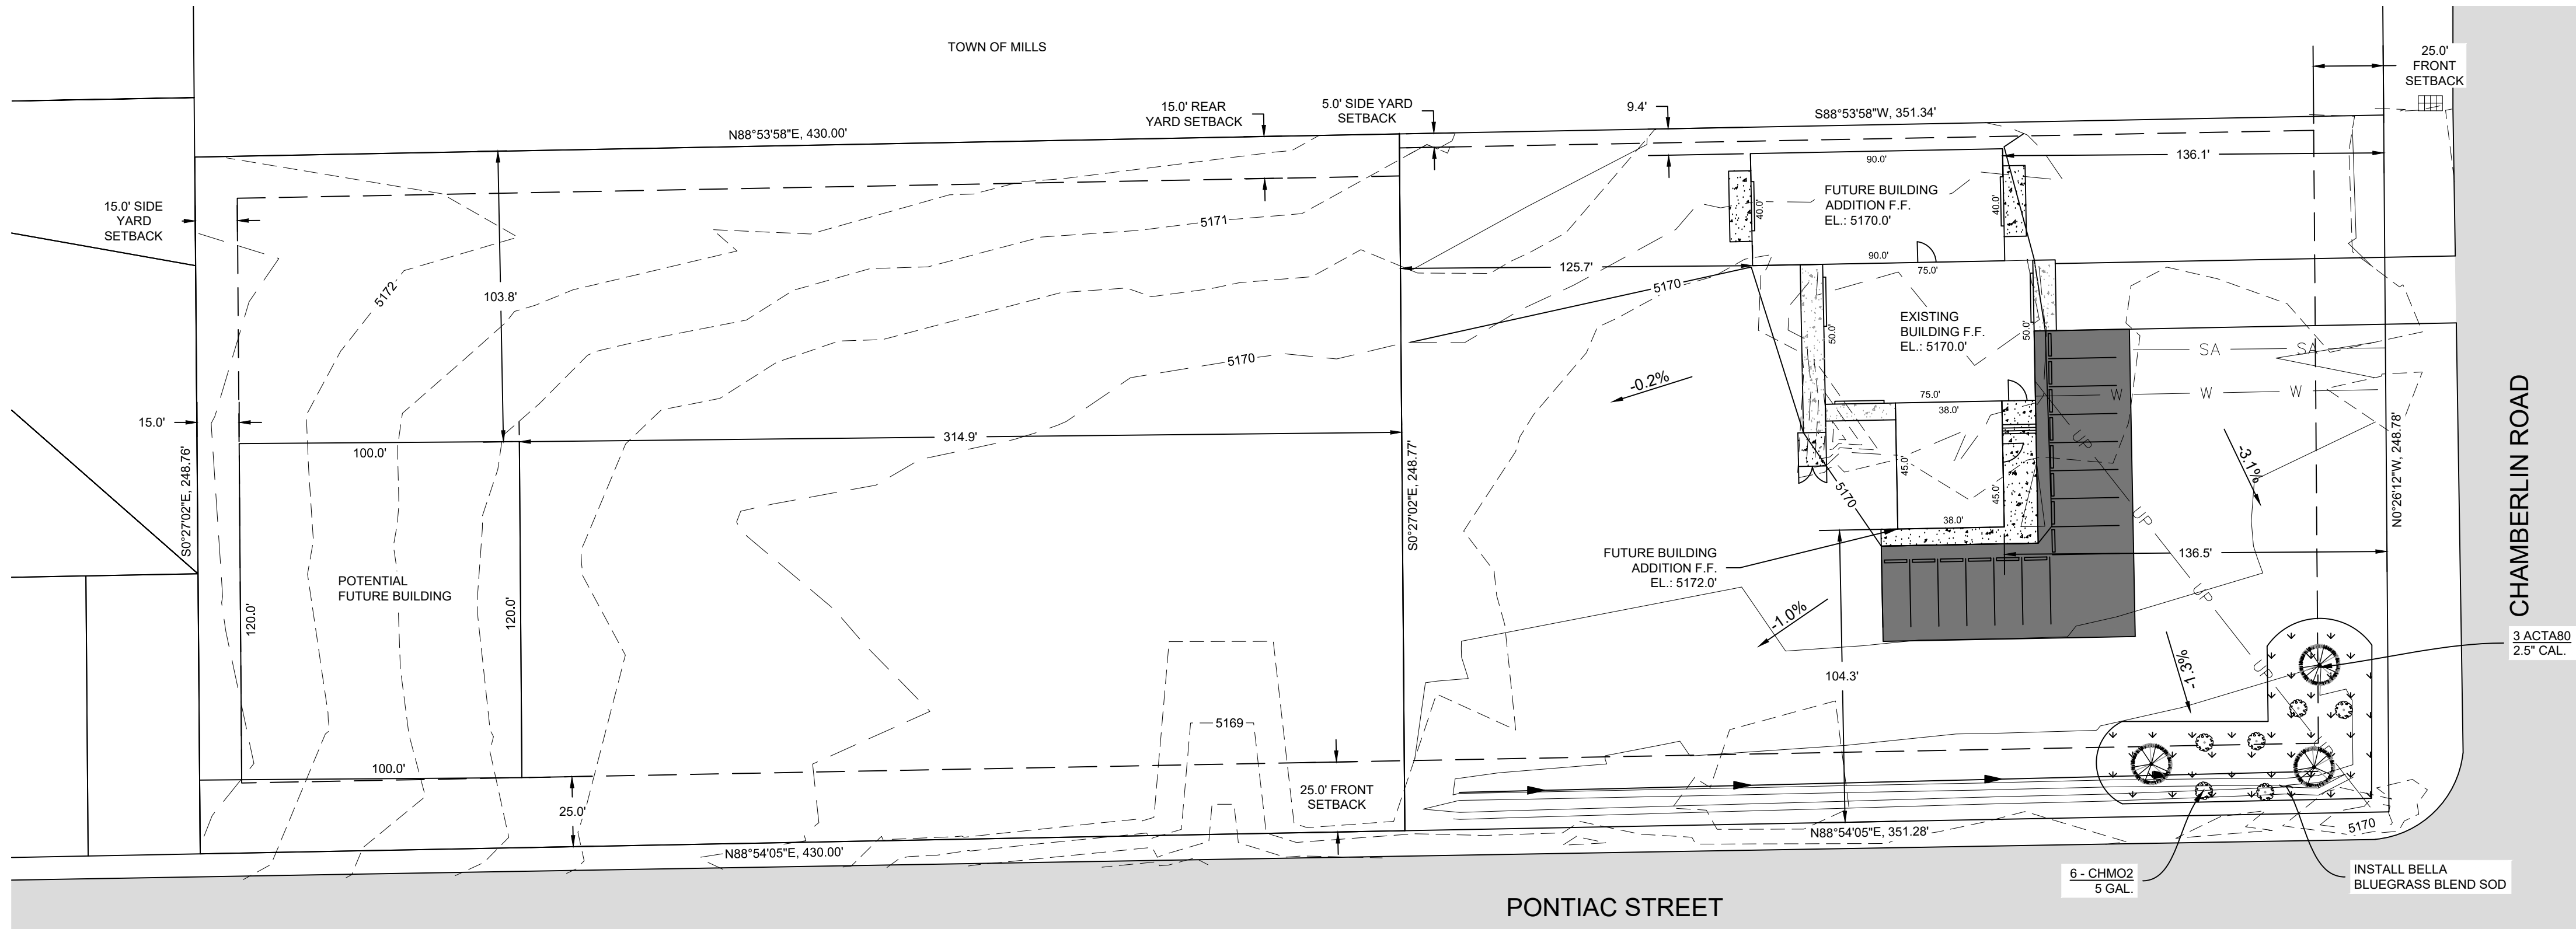 TOWN OF MILLS
25.0'
FRONT
SETBACK
15.0' REAR
YARD SETBACK
5.0' SIDE YARD
SETBACK
9.4'
S88°53'58"W, 351.34'
N88°53'58"E, 430.00'
136.1'
90.0'
FUTURE BUILDING
ADDITION F.F.
EL.: 5170.0'
40.0'
40.0'
15.0' SIDE
YARD
SETBACK
5171
5172
103.8'
125.7'
90.0'
75.0'
5170
EXISTING
BUILDING F.F.
EL.: 5170.0'
50.0'
50.0'
SA
SA
5170
-0.2%
W
W
W
75.0'
38.0'
15.0'
314.9'
100.0'
S0°27'02"E, 248.76'
S0°27'02"E, 248.77'
N0°26'12"W, 248.78'
CHAMBERLIN ROAD
UP
-3.1%
45.0'
45.0'
5170
UP
38.0'
FUTURE BUILDING
ADDITION F.F.
EL.: 5172.0'
136.5'
POTENTIAL
FUTURE BUILDING
120.0'
120.0'
-1.0%
UP
3 ACTA80
2.5" CAL.
104.3'
-1.3%
UP
5169
100.0'
25.0'
25.0' FRONT
SETBACK
UP
N88°54'05"E, 430.00'
N88°54'05"E, 351.28'
5170
6 - CHMO2
5 GAL.
INSTALL BELLA
BLUEGRASS BLEND SOD
PONTIAC STREET